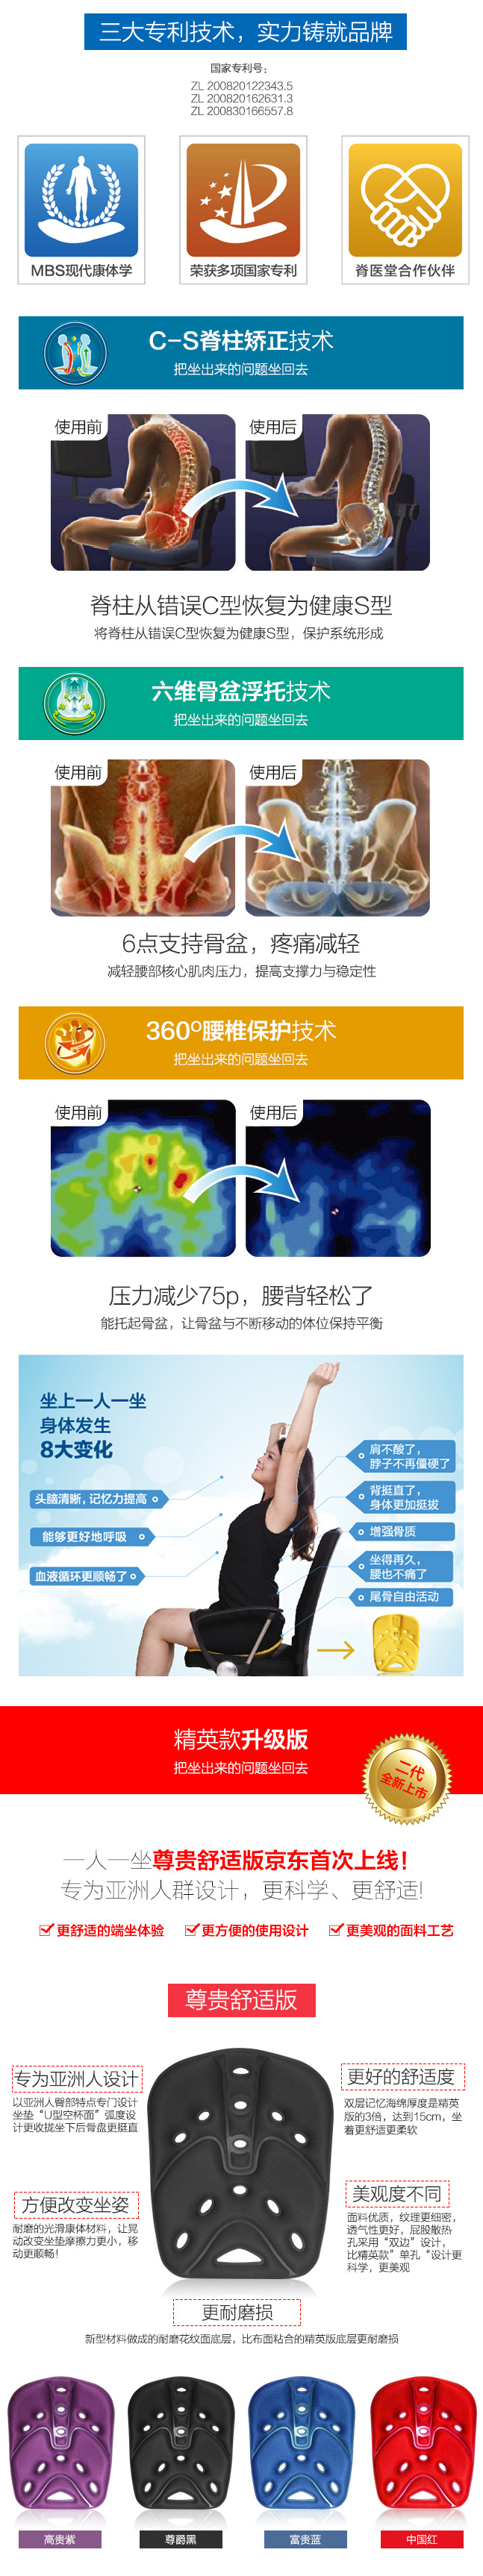 三大专利技术，实力铸就品牌
国家专利号：
ZL 200820122343.5
ZL 200820162631.3
ZL 200830166557.8
MBS现代康体学
荣获多项国家专利
脊医堂合作伙伴
C-S脊柱矫正技术
把坐出来的问题坐回去
使用前
使用后
脊柱从错误C型恢复为健康S型
将脊柱从错误C型恢复为健康S型，保护系统形成
六维骨盆浮托技术
把坐出来的问题坐回去
使用前
使用后
6点支持骨盆，疼痛减轻
减轻腰部核心肌肉压力，提高支撑力与稳定性
360°腰椎保护技术
把坐出来的问题坐回去
使用前
使用后
压力减少75p，腰背轻松了
能托起骨盆，让骨盆与不断移动的体位保持平衡
坐上一人一坐
身体发生
8大变化
头脑清晰，记忆力提高
能够更好地呼吸
血液循环更顺畅了
肩不酸了，
脖子不再僵硬了
背挺直了，
身体更加挺拔
增强骨质
坐得再久，
腰也不痛了
尾骨自由活动
精英款升级版
把坐出来的问题坐回去
二代
全新上市
一人一坐尊贵舒适版京东首次上线！
专为亚洲人群设计，更科学、更舒适!
更舒适的端坐体验
更方便的使用设计
更美观的面料工艺
尊贵舒适版
专为亚洲人设计
以亚洲人臀部特点专门设计
坐垫“U型空杯面”弧度设
计更收拢坐下后骨盘更挺直
更好的舒适度
双层记忆海绵厚度是精英
版的3倍，达到15cm，坐
着更舒适更柔软
方便改变坐姿
耐磨的光滑康体材料，让晃
动改变坐垫摩擦力更小，移
动更顺畅！
美观度不同
面料优质，纹理更细密，
透气性更好，屁股散热
孔采用“双边”设计，
比精英款”单孔“设计更
科学，更美观
更耐磨损
新型材料做成的耐磨花纹面底层，比布面粘合的精英版底层更耐磨损
高贵紫
尊爵黑
富贵蓝
中国红